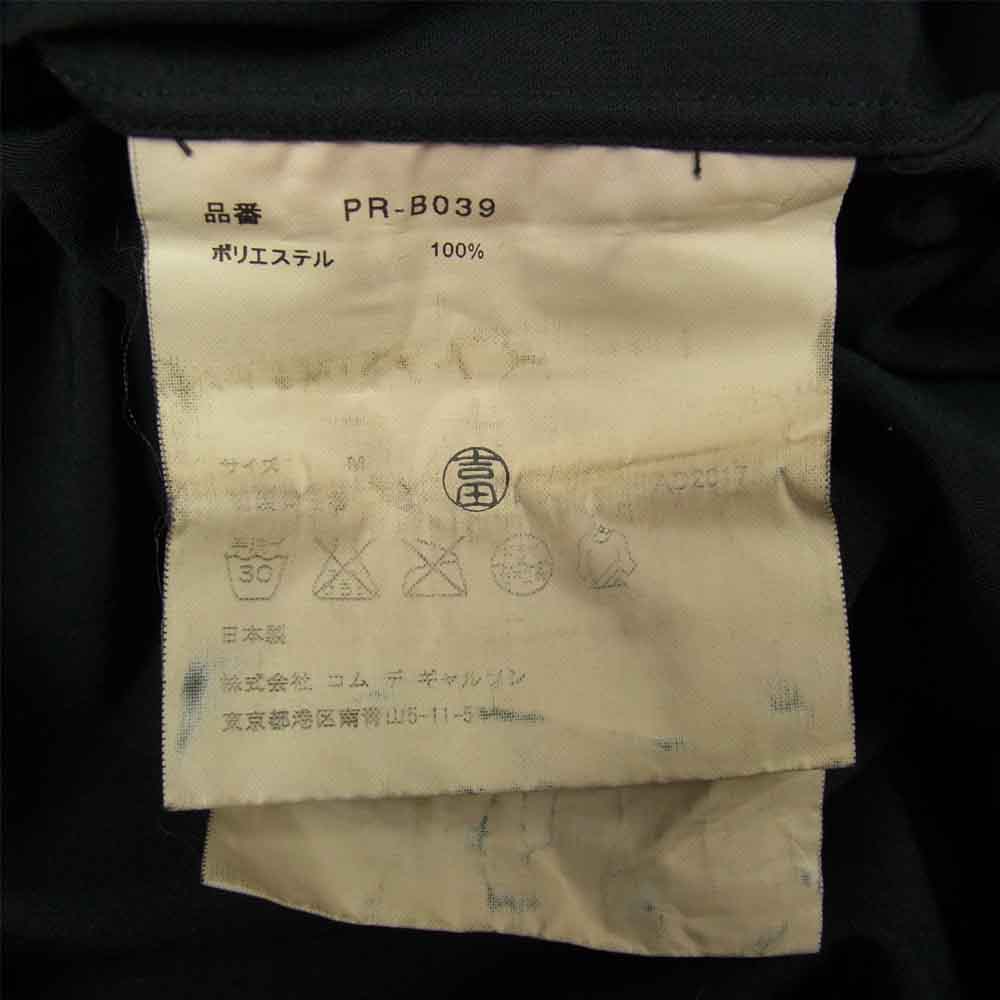 品番 PR-B039
ポリエステル 100%
サイズ M
AD2017
30
日本製
株式会社 コム デ ギャルソン
東京都港区南青山5-11-5